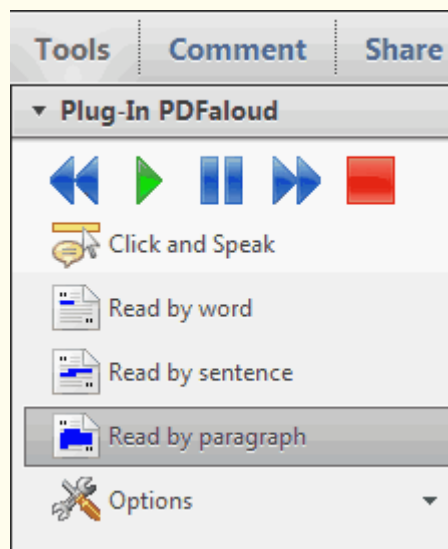 Tools Comment Share
Plug-In PDFaloud
Click and Speak
Read by word
Read by sentence
Read by paragraph
Options